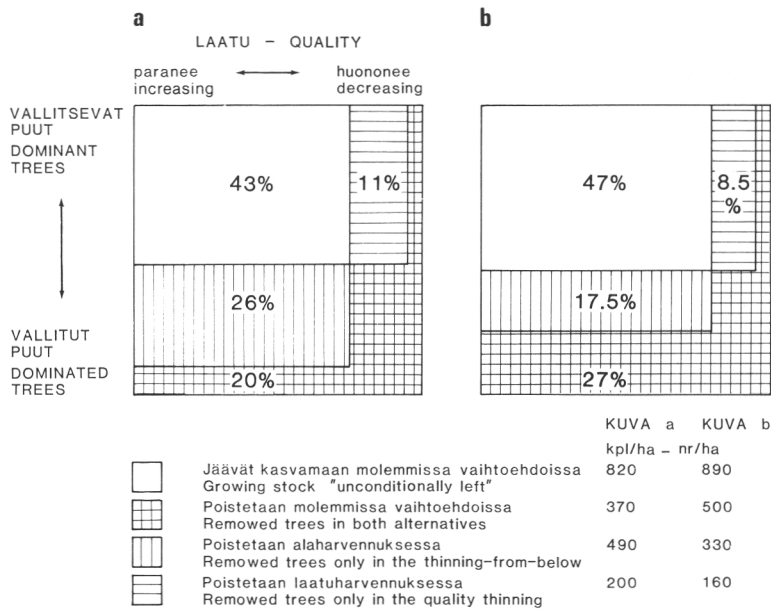 a
b
LAATU – QUALITY
paranee
increasing
huononee
decreasing
VALLITSEVAT
PUUT
DOMINANT
TREES
43%
11%
47%
8.5
%
26%
17.5%
VALLITUT
PUUT
DOMINATED
TREES
20%
27%
KUVA a KUVA b
kpl/ha – nr/ha
Jäävät kasvamaan molemmissa vaihtoehdoissa 820 890
Growing stock "unconditionally left"
Poistetaan molemmissa vaihtoehdoissa 370 500
Remowed trees in both alternatives
Poistetaan alaharvennuksessa 490 330
Remowed trees only in the thinning-from-below
Poistetaan laatuharvennuksessa 200 160
Remowed trees only in the quality thinning